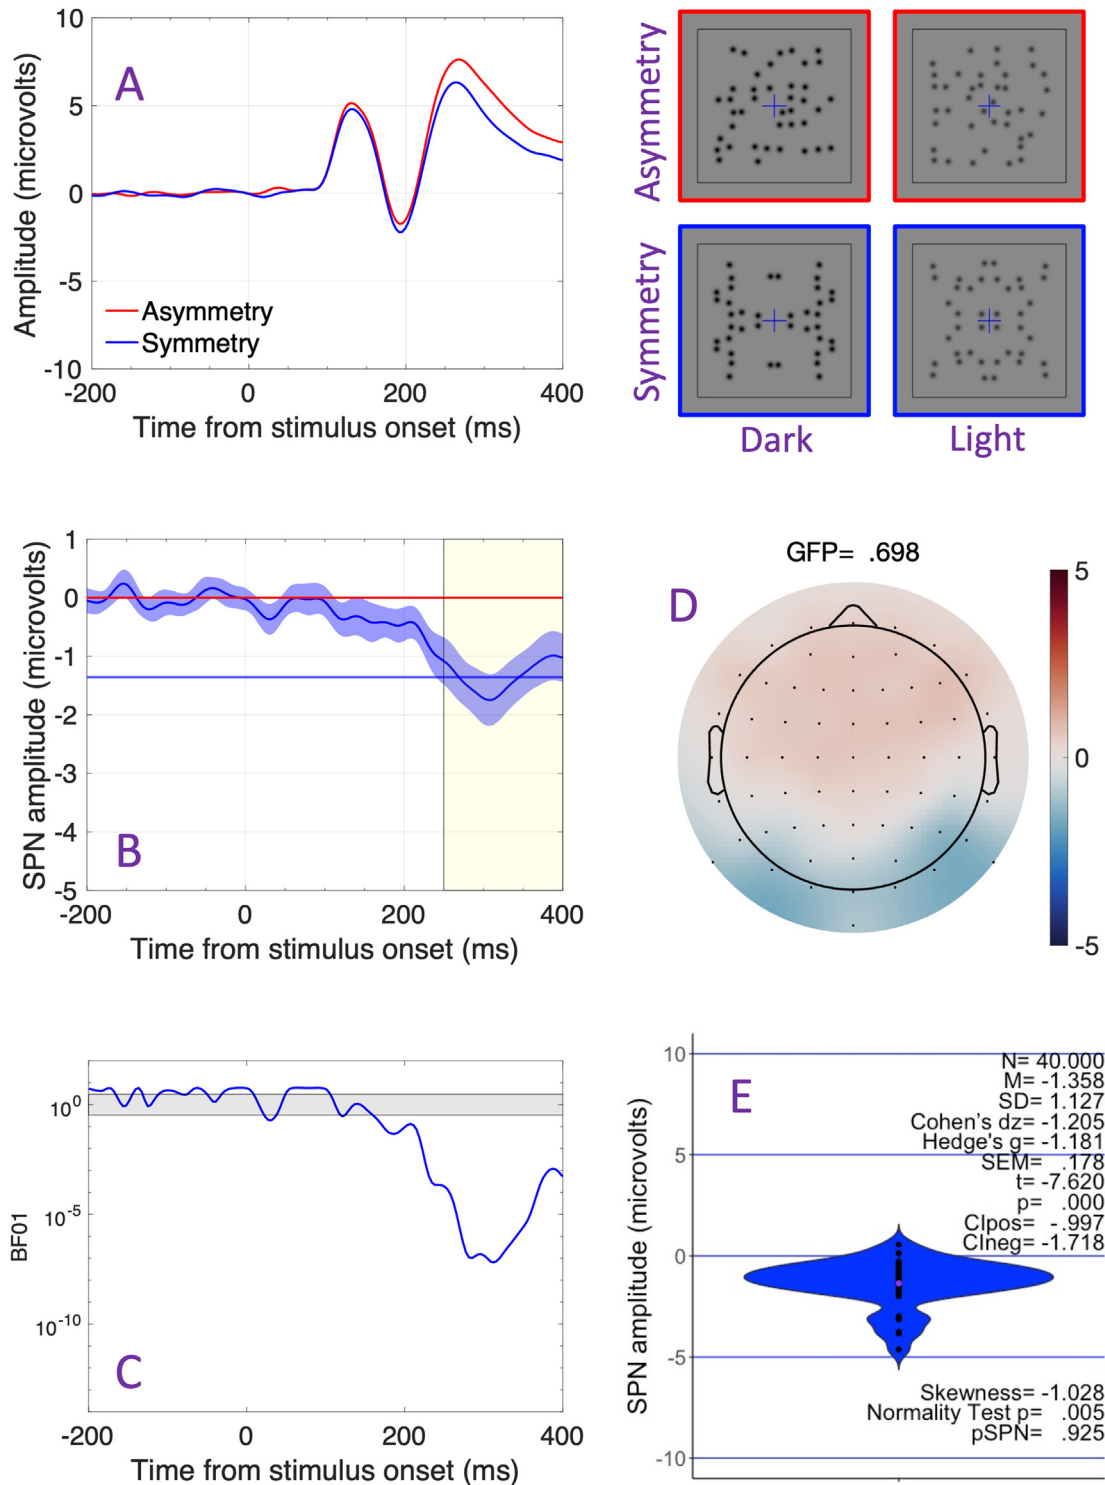 A
Amplitude (microvolts)
10
5
0
-5
-10
Asymmetry
Symmetry
-200
0
200
400
Time from stimulus onset (ms)
Asymmetry
Symmetry
Dark
Light
B
SPN amplitude (microvolts)
1
0
-1
-2
-3
-4
-5
-200
0
200
400
Time from stimulus onset (ms)
GFP= .698
D
5
0
-5
C
BF01
10^0
10^-5
10^-10
-200
0
200
400
Time from stimulus onset (ms)
E
SPN amplitude (microvolts)
10
5
0
-5
-10
N= 40.000
M= -1.358
SD= 1.127
Cohen's dz= -1.205
Hedge's g= -1.181
SEM= .178
t= -7.620
p= .000
CIpos= -.997
CIneg= -1.718
Skewness= -1.028
Normality Test p= .005
pSPN= .925